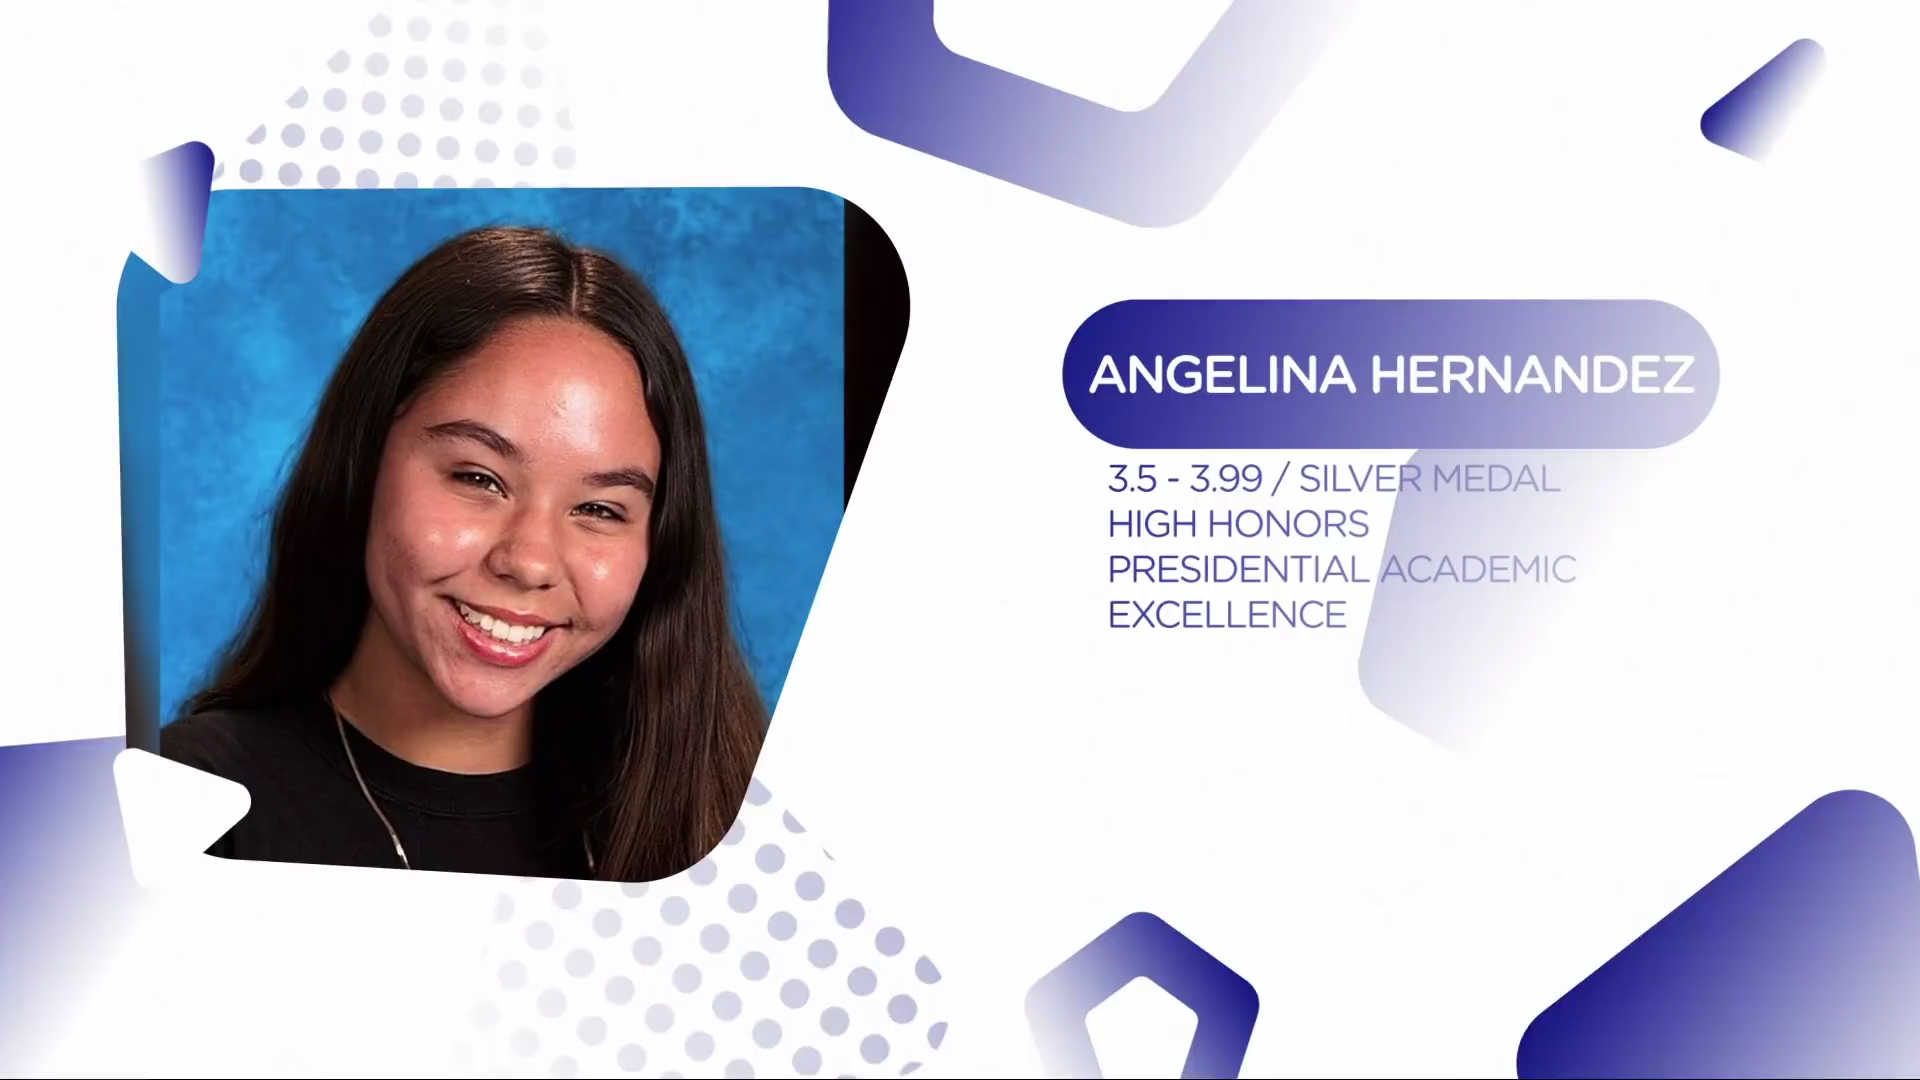 ANGELINA HERNANDEZ
3.5 - 3.99 / SILVER MEDAL
HIGH HONORS
PRESIDENTIAL ACADEMIC
EXCELLENCE